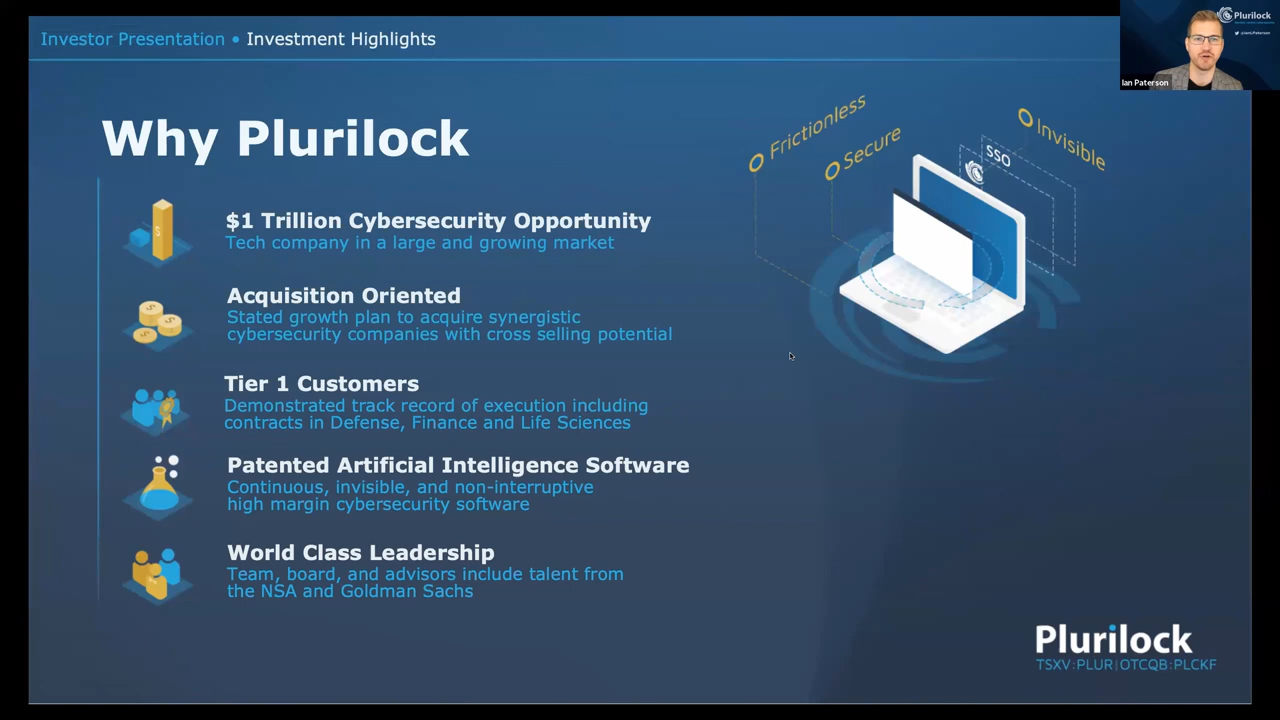 Investor Presentation • Investment Highlights
Plurilock
Ian Paterson
Why Plurilock
$1 Trillion Cybersecurity Opportunity
Tech company in a large and growing market
Acquisition Oriented
Stated growth plan to acquire synergistic
cybersecurity companies with cross selling potential
Tier 1 Customers
Demonstrated track record of execution including
contracts in Defense, Finance and Life Sciences
Patented Artificial Intelligence Software
Continuous, invisible, and non-interruptive
high margin cybersecurity software
World Class Leadership
Team, board, and advisors include talent from
the NSA and Goldman Sachs
Frictionless
Secure
SSO
Invisible
Plurilock
TSXV:PLUR|OTCQB:PLCKF